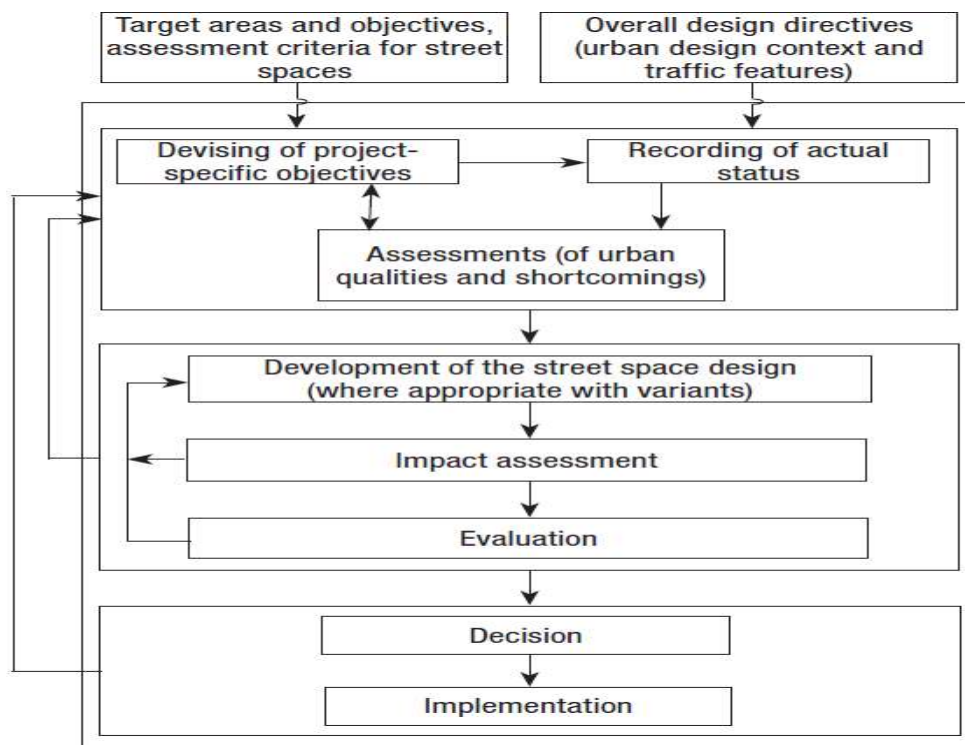 Target areas and objectives,
assessment criteria for street
spaces
Overall design directives
(urban design context and
traffic features)
Devising of project-
specific objectives
Recording of actual
status
Assessments (of urban
qualities and shortcomings)
Development of the street space design
(where appropriate with variants)
Impact assessment
Evaluation
Decision
Implementation